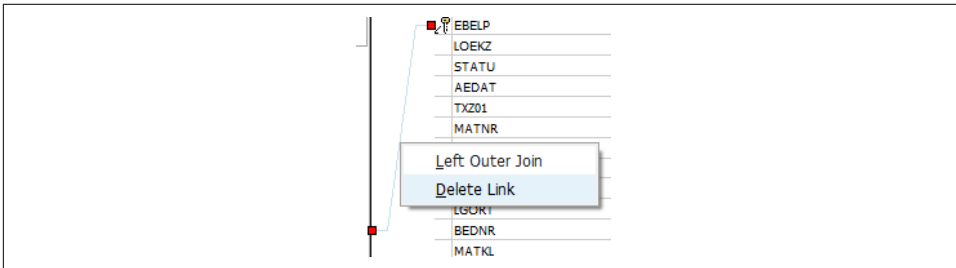 EBELP
LOEKZ
STATU
AEDAT
TXZ01
MATNR
Left Outer Join
Delete Link
LGORT
BEDNR
MATKL